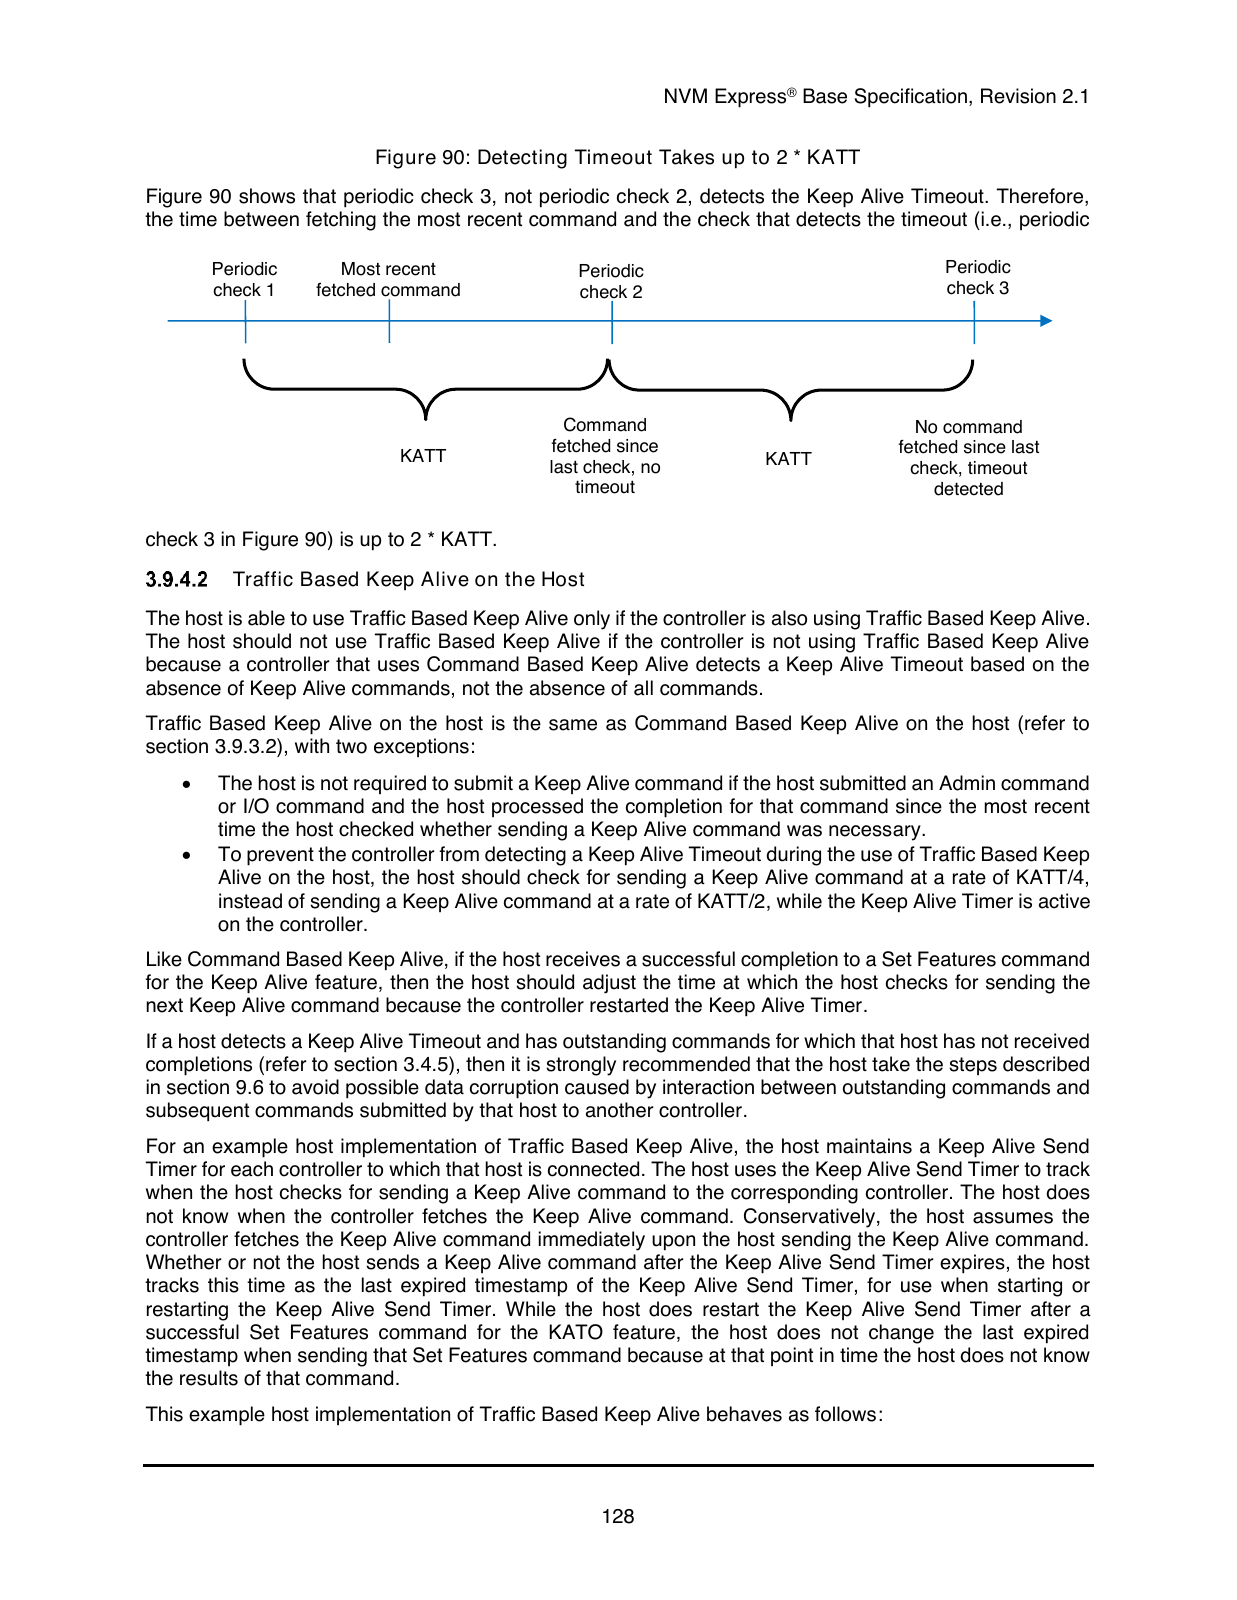 NVM Express® Base Specification, Revision 2.1
Figure 90: Detecting Timeout Takes up to 2 * KATT
Figure 90 shows that periodic check 3, not periodic check 2, detects the Keep Alive Timeout. Therefore,
the time between fetching the most recent command and the check that detects the timeout (i.e., periodic
Periodic
check 1
Most recent
fetched command
Periodic
check 2
Periodic
check 3
KATT
Command
fetched since
last check, no
timeout
KATT
No command
fetched since last
check, timeout
detected
check 3 in Figure 90) is up to 2 * KATT.
3.9.4.2 Traffic Based Keep Alive on the Host
The host is able to use Traffic Based Keep Alive only if the controller is also using Traffic Based Keep Alive.
The host should not use Traffic Based Keep Alive if the controller is not using Traffic Based Keep Alive
because a controller that uses Command Based Keep Alive detects a Keep Alive Timeout based on the
absence of Keep Alive commands, not the absence of all commands.
Traffic Based Keep Alive on the host is the same as Command Based Keep Alive on the host (refer to
section 3.9.3.2), with two exceptions:
• The host is not required to submit a Keep Alive command if the host submitted an Admin command
or I/O command and the host processed the completion for that command since the most recent
time the host checked whether sending a Keep Alive command was necessary.
• To prevent the controller from detecting a Keep Alive Timeout during the use of Traffic Based Keep
Alive on the host, the host should check for sending a Keep Alive command at a rate of KATT/4,
instead of sending a Keep Alive command at a rate of KATT/2, while the Keep Alive Timer is active
on the controller.
Like Command Based Keep Alive, if the host receives a successful completion to a Set Features command
for the Keep Alive feature, then the host should adjust the time at which the host checks for sending the
next Keep Alive command because the controller restarted the Keep Alive Timer.
If a host detects a Keep Alive Timeout and has outstanding commands for which that host has not received
completions (refer to section 3.4.5), then it is strongly recommended that the host take the steps described
in section 9.6 to avoid possible data corruption caused by interaction between outstanding commands and
subsequent commands submitted by that host to another controller.
For an example host implementation of Traffic Based Keep Alive, the host maintains a Keep Alive Send
Timer for each controller to which that host is connected. The host uses the Keep Alive Send Timer to track
when the host checks for sending a Keep Alive command to the corresponding controller. The host does
not know when the controller fetches the Keep Alive command. Conservatively, the host assumes the
controller fetches the Keep Alive command immediately upon the host sending the Keep Alive command.
Whether or not the host sends a Keep Alive command after the Keep Alive Send Timer expires, the host
tracks this time as the last expired timestamp of the Keep Alive Send Timer, for use when starting or
restarting the Keep Alive Send Timer. While the host does restart the Keep Alive Send Timer after a
successful Set Features command for the KATO feature, the host does not change the last expired
timestamp when sending that Set Features command because at that point in time the host does not know
the results of that command.
This example host implementation of Traffic Based Keep Alive behaves as follows:
128